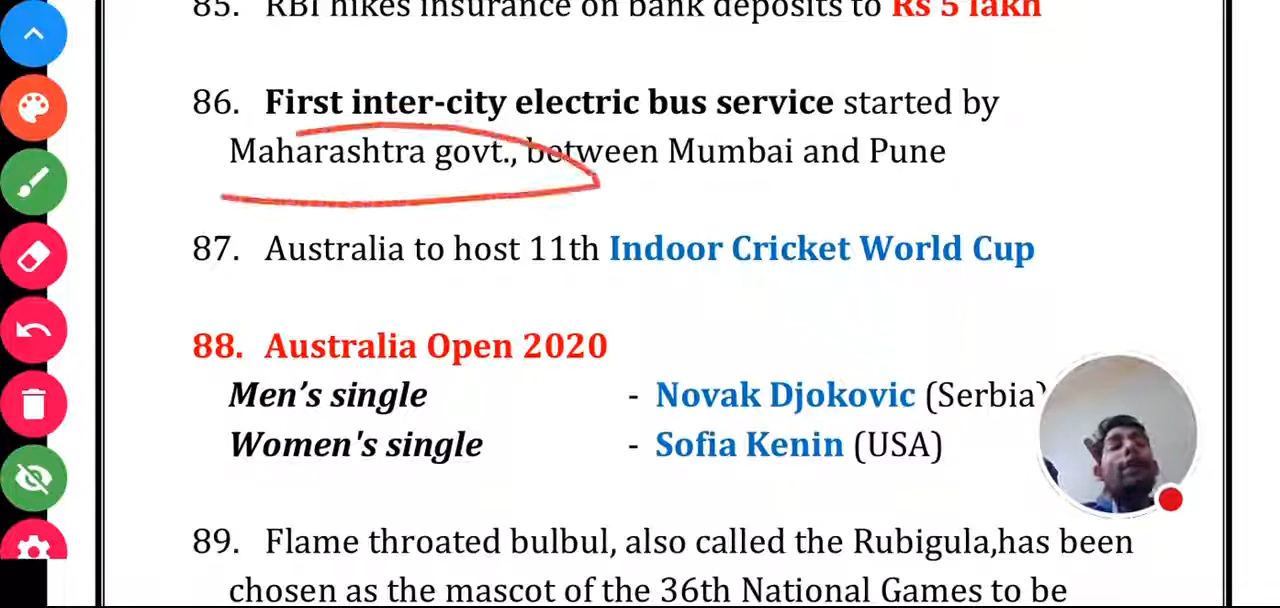 85. RBI hikes insurance on bank deposits to Rs 5 lakh
86. First inter-city electric bus service started by
Maharashtra govt., between Mumbai and Pune
87. Australia to host 11th Indoor Cricket World Cup
88. Australia Open 2020
Men's single - Novak Djokovic (Serbia)
Women's single - Sofia Kenin (USA)
89. Flame throated bulbul, also called the Rubigula,has been
chosen as the mascot of the 36th National Games to be